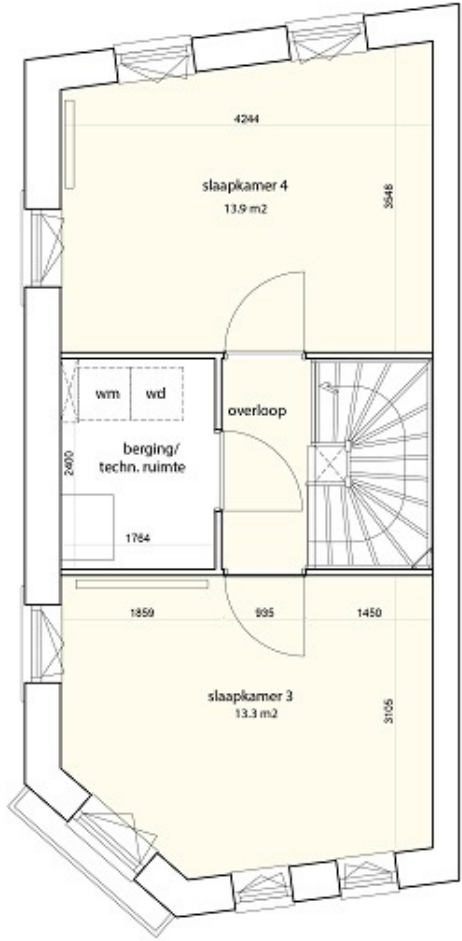 4244
slaapkamer 4
13.9 m2
3548
wm
wd
overloop
berging/
techn. ruimte
2400
1764
1859
935
1450
slaapkamer 3
13.3 m2
3105